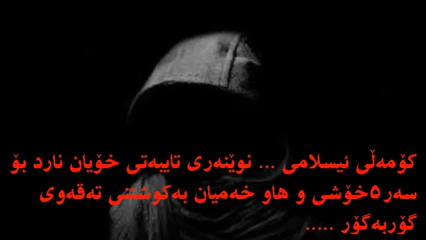 کۆمەڵی ئیسلامی ... نوێنەری تایبەتی خۆیان نارد بۆ
سەر٥خۆشی و هاو خەمیان بەکوشتنی تەقەوی
گۆڕبەگۆڕ .....